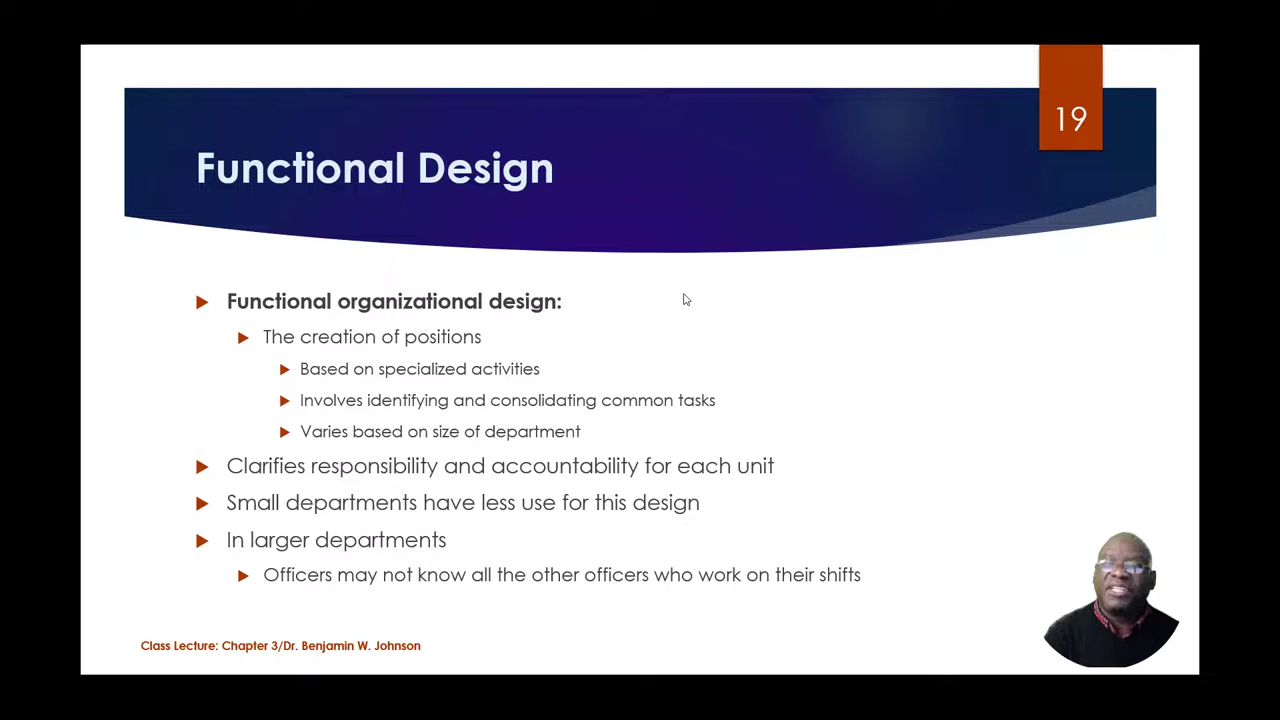 19
Functional Design
Functional organizational design:
The creation of positions
Based on specialized activities
Involves identifying and consolidating common tasks
Varies based on size of department
Clarifies responsibility and accountability for each unit
Small departments have less use for this design
In larger departments
Officers may not know all the other officers who work on their shifts
Class Lecture: Chapter 3/Dr. Benjamin W. Johnson